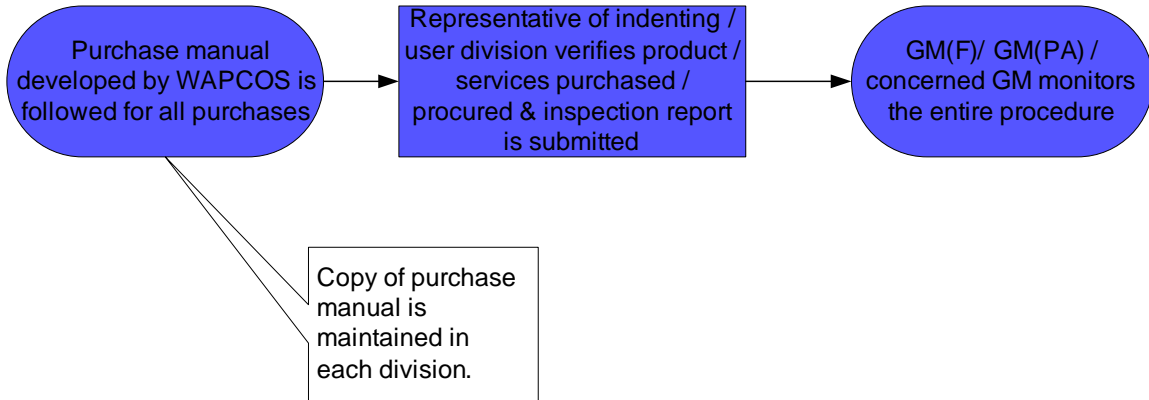 Purchase manual
developed by WAPCOS is
followed for all purchases
Representative of indenting /
user division verifies product /
services purchased /
procured & inspection report
is submitted
GM(F)/ GM(PA) /
concerned GM monitors
the entire procedure
Copy of purchase
manual is
maintained in
each division.